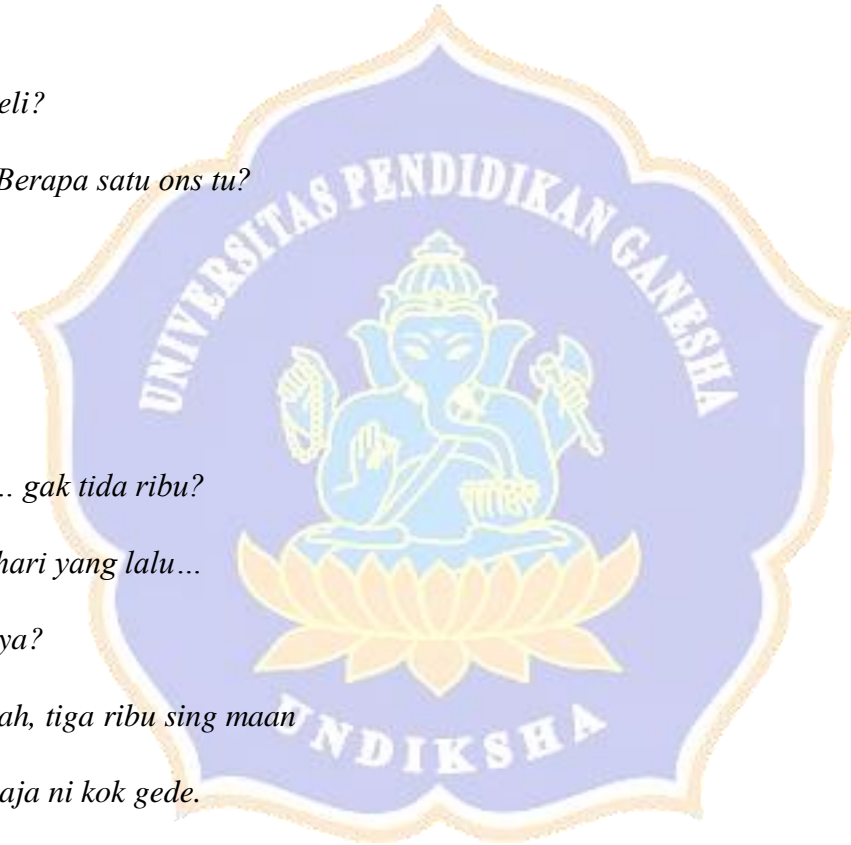 eli?
Berapa satu ons tu?
UNIVERSITAS PENDIDIKAN GANESHA
… gak tida ribu?
hari yang lalu…
ya?
ah, tiga ribu sing maan
UNDIKSHA
aja ni kok gede.